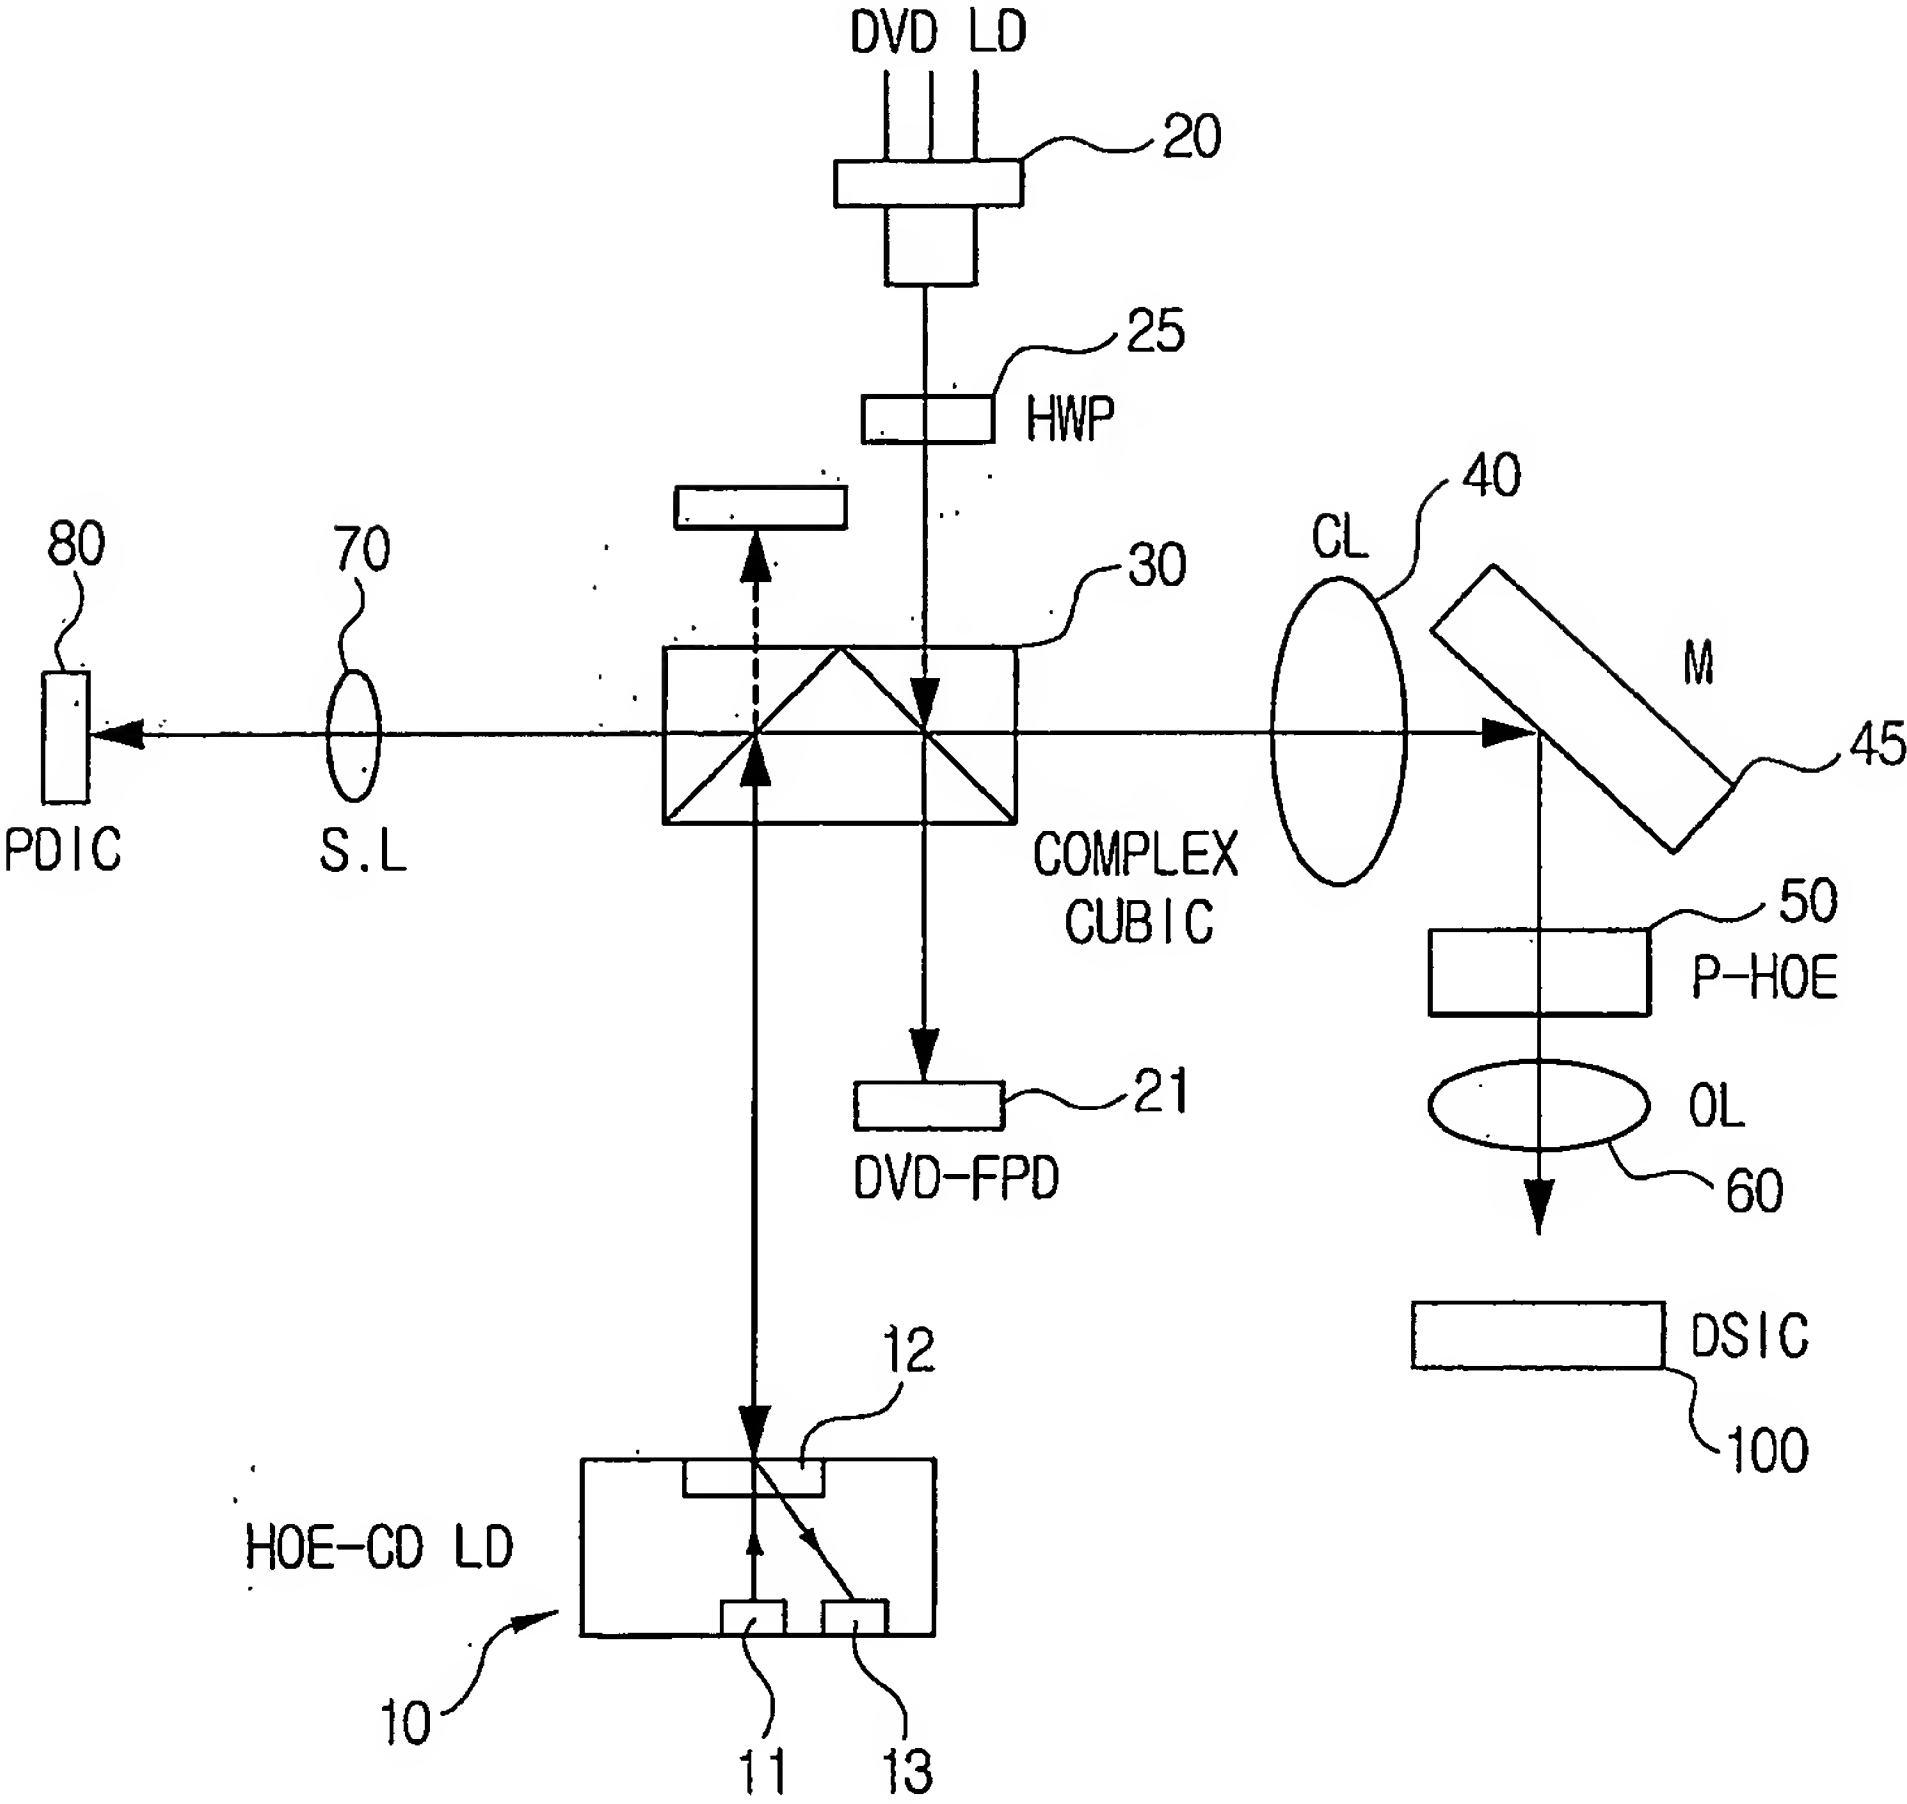 DVD LD
20
25
HWP
40
CL
80
70
30
M
45
PDIC
S.L
COMPLEX
CUBIC
50
P-HOE
21
OL
DVD-FPD
60
12
DSIC
100
HOE-CD LD
10
11
13